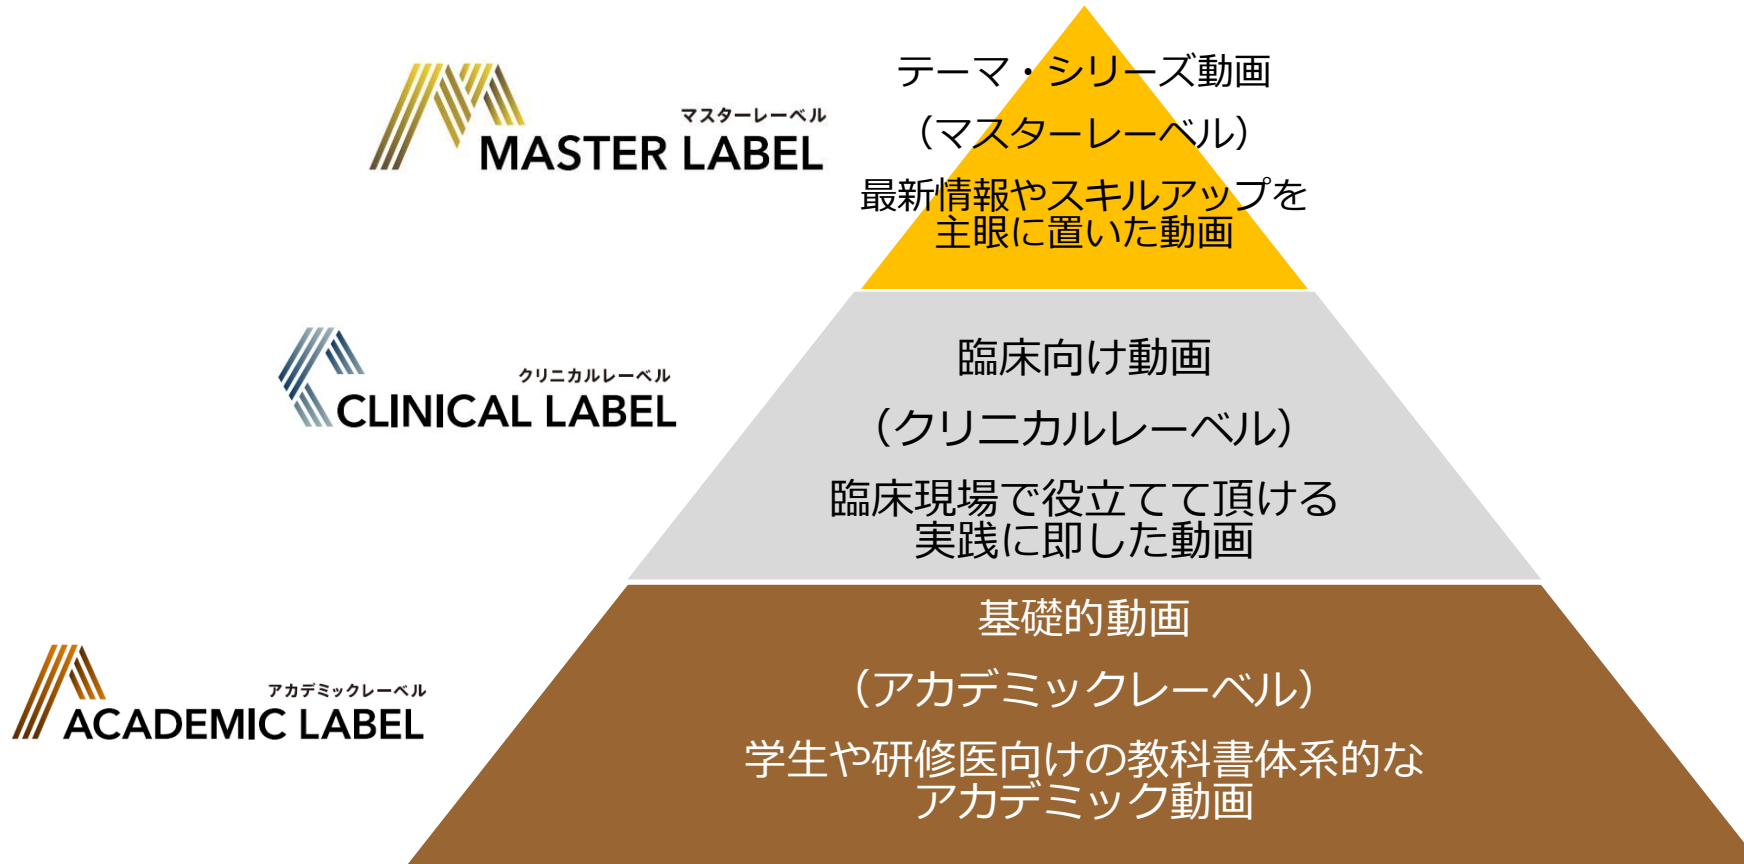 マスターレーベル
MASTER LABEL
テーマ・シリーズ動画
（マスターレーベル）
最新情報やスキルアップを
主眼に置いた動画
クリニカルレーベル
CLINICAL LABEL
臨床向け動画
（クリニカルレーベル）
臨床現場で役立てて頂ける
実践に即した動画
アカデミックレーベル
ACADEMIC LABEL
基礎的動画
（アカデミックレーベル）
学生や研修医向けの教科書体系的な
アカデミック動画